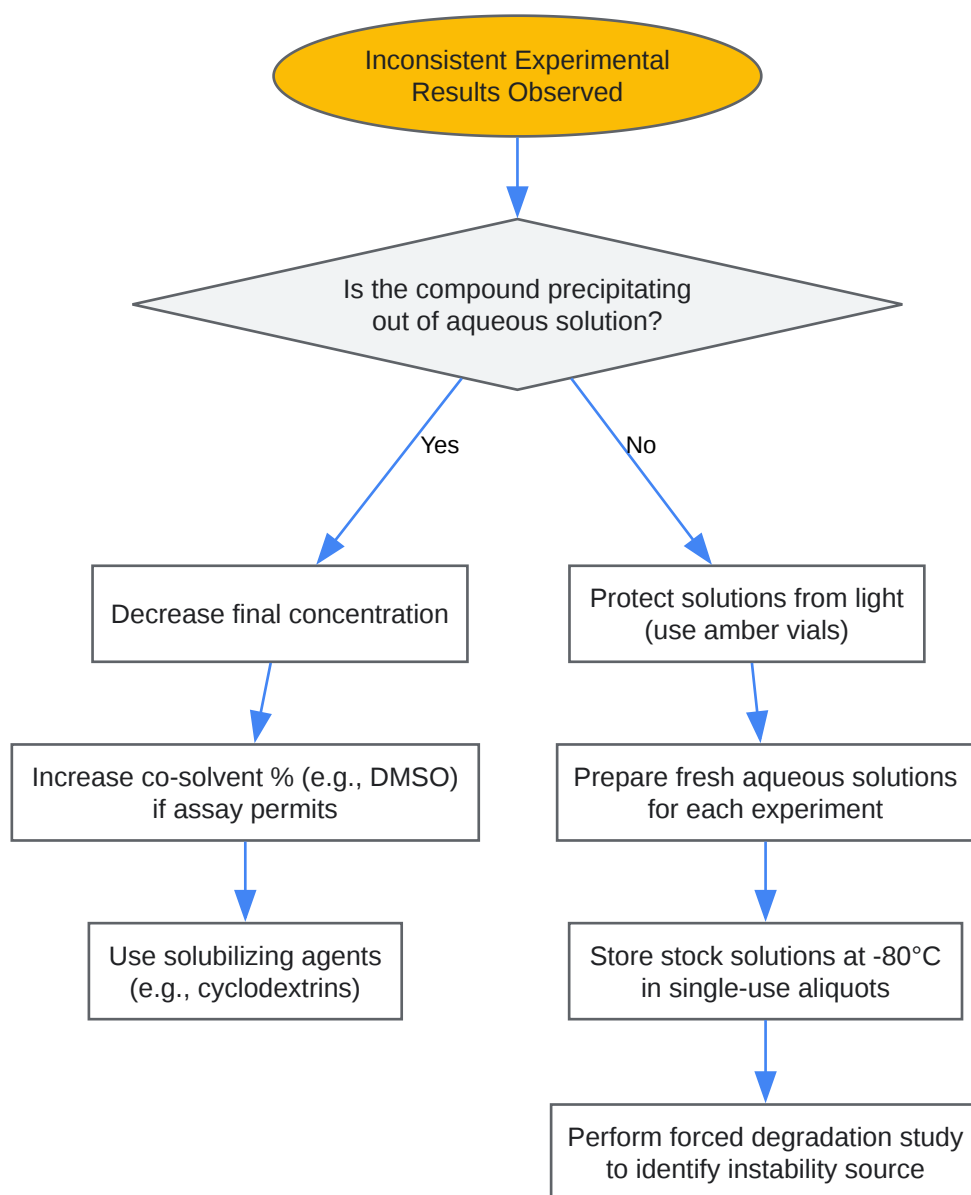 Inconsistent Experimental
Results Observed
Is the compound precipitating
out of aqueous solution?
Yes
No
Decrease final concentration
Protect solutions from light
(use amber vials)
Increase co-solvent % (e.g., DMSO)
if assay permits
Prepare fresh aqueous solutions
for each experiment
Use solubilizing agents
(e.g., cyclodextrins)
Store stock solutions at -80°C
in single-use aliquots
Perform forced degradation study
to identify instability source